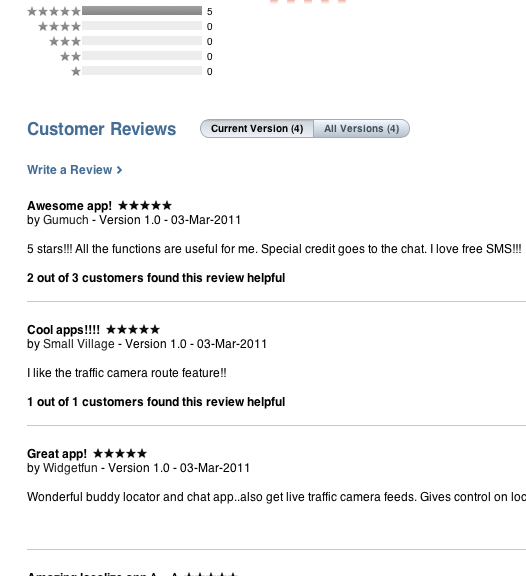 ★★★★★ 5
★★★★ 0
★★★ 0
★★ 0
★ 0
Customer Reviews Current Version (4) All Versions (4)
Write a Review
Awesome app! ★★★★★
by Gumuch - Version 1.0 - 03-Mar-2011
5 stars!!! All the functions are useful for me. Special credit goes to the chat. I love free SMS!!!
2 out of 3 customers found this review helpful
Cool apps!!!! ★★★★★
by Small Village - Version 1.0 - 03-Mar-2011
I like the traffic camera route feature!!
1 out of 1 customers found this review helpful
Great app! ★★★★★
by Widgetfun - Version 1.0 - 03-Mar-2011
Wonderful buddy locator and chat app..also get live traffic camera feeds. Gives control on loc